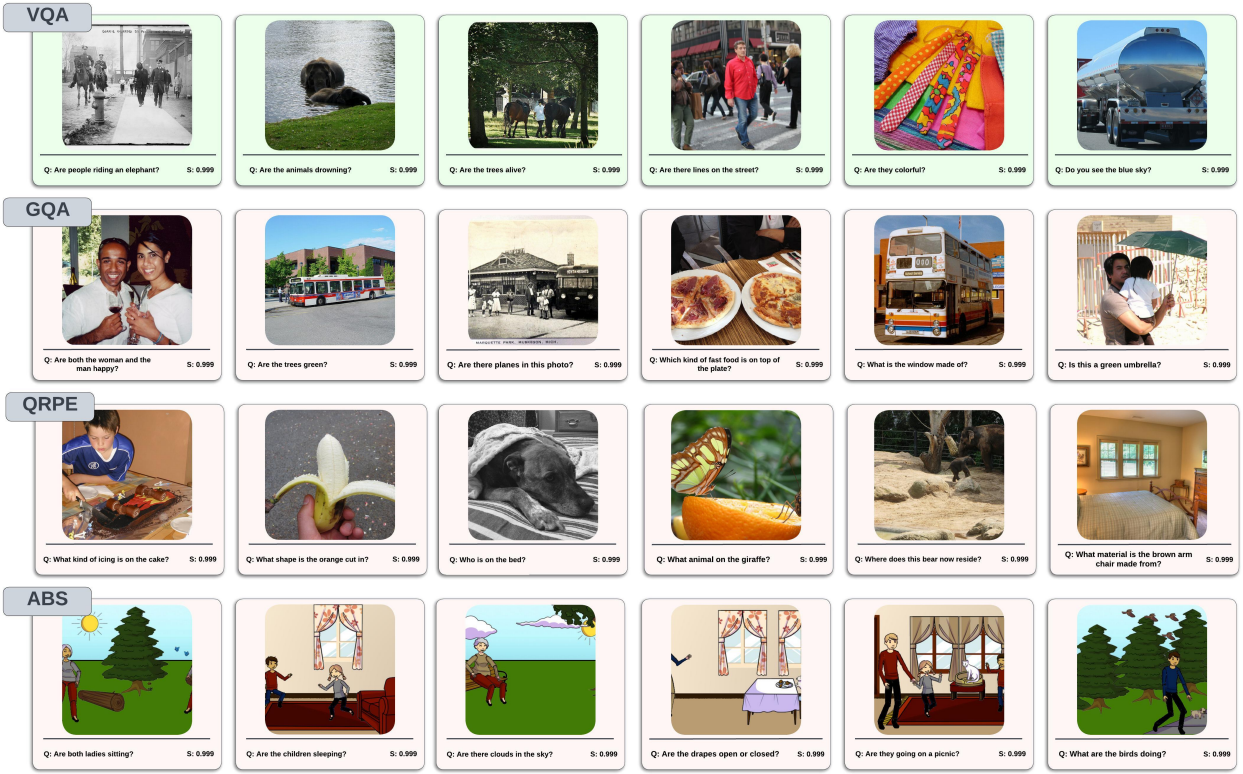 VQA
Q: Are people riding an elephant? S: 0.999
Q: Are the animals drowning? S: 0.999
Q: Are the trees alive? S: 0.999
Q: Are there lines on the street? S: 0.999
Q: Are they colorful? S: 0.999
Q: Do you see the blue sky? S: 0.999
GQA
Q: Are both the woman and the
man happy? S: 0.999
Q: Are the trees green? S: 0.999
MARQUETTE PARK, MUSKEGON, MICH.
Q: Are there planes in this photo? S: 0.999
Q: Which kind of fast food is on top of
the plate? S: 0.999
080
Q: What is the window made of? S: 0.999
Q: Is this a green umbrella? S: 0.999
QRPE
Q: What kind of icing is on the cake? S: 0.999
Q: What shape is the orange cut in? S: 0.999
Q: Who is on the bed? S: 0.999
Q: What animal on the giraffe? S: 0.999
Q: Where does this bear now reside? S: 0.999
Q: What material is the brown arm
chair made from? S: 0.999
ABS
Q: Are both ladies sitting? S: 0.999
Q: Are the children sleeping? S: 0.999
Q: Are there clouds in the sky? S: 0.999
Q: Are the drapes open or closed? S: 0.999
Q: Are they going on a picnic? S: 0.999
Q: What are the birds doing? S: 0.999